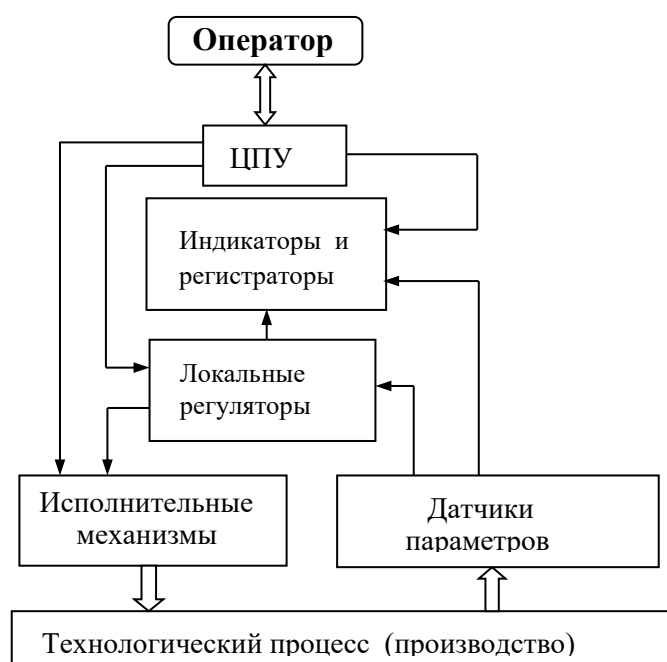 Оператор
ЦПУ
Индикаторы и
регистраторы
Локальные
регуляторы
Исполнительные
механизмы
Датчики
параметров
Технологический процесс (производство)